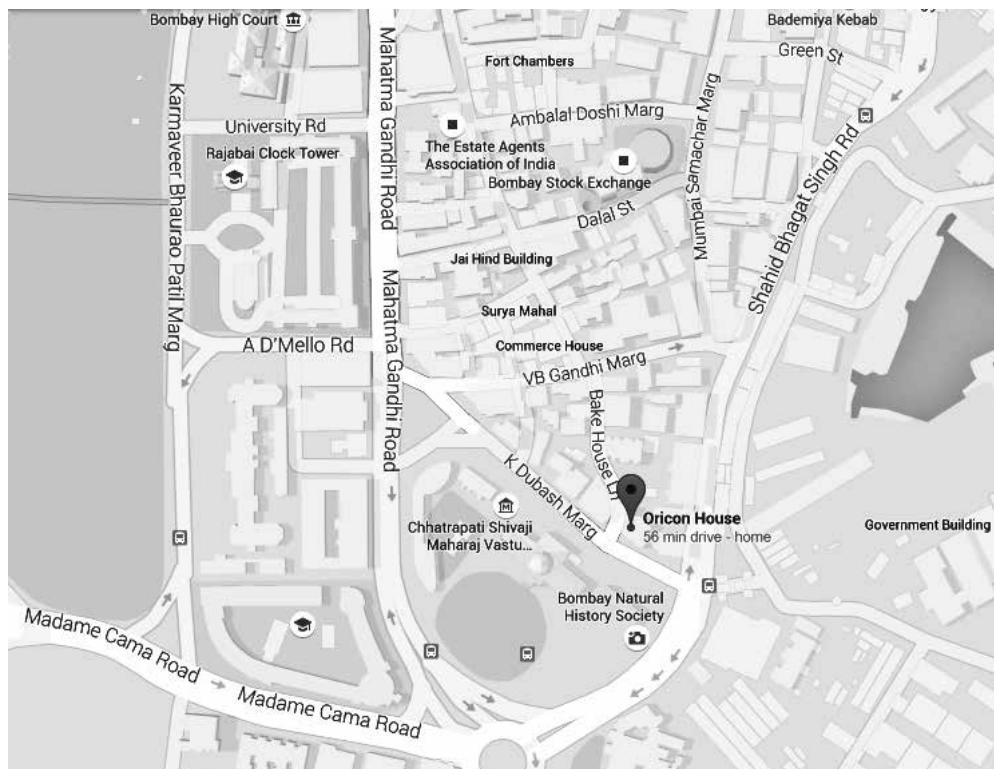 Bombay High Court
Bademiya Kebab
Green St
Fort Chambers
Karmaveer Bhaurao Patil Marg
Mahatma Gandhi Road
Ambalal Doshi Marg
Mumbai Samachar Marg
Shahid Bhagat Singh Rd
University Rd
The Estate Agents
Association of India
Rajabai Clock Tower
Bombay Stock Exchange
Dalal St
Jai Hind Building
Mahatma Gandhi Road
Surya Mahal
A D'Mello Rd
Commerce House
VB Gandhi Marg
Bake House Ln
K Dubash Marg
Chhatrapati Shivaji
Maharaj Vastu...
Oricon House
56 min drive - home
Government Building
Bombay Natural
History Society
Madame Cama Road
Madame Cama Road